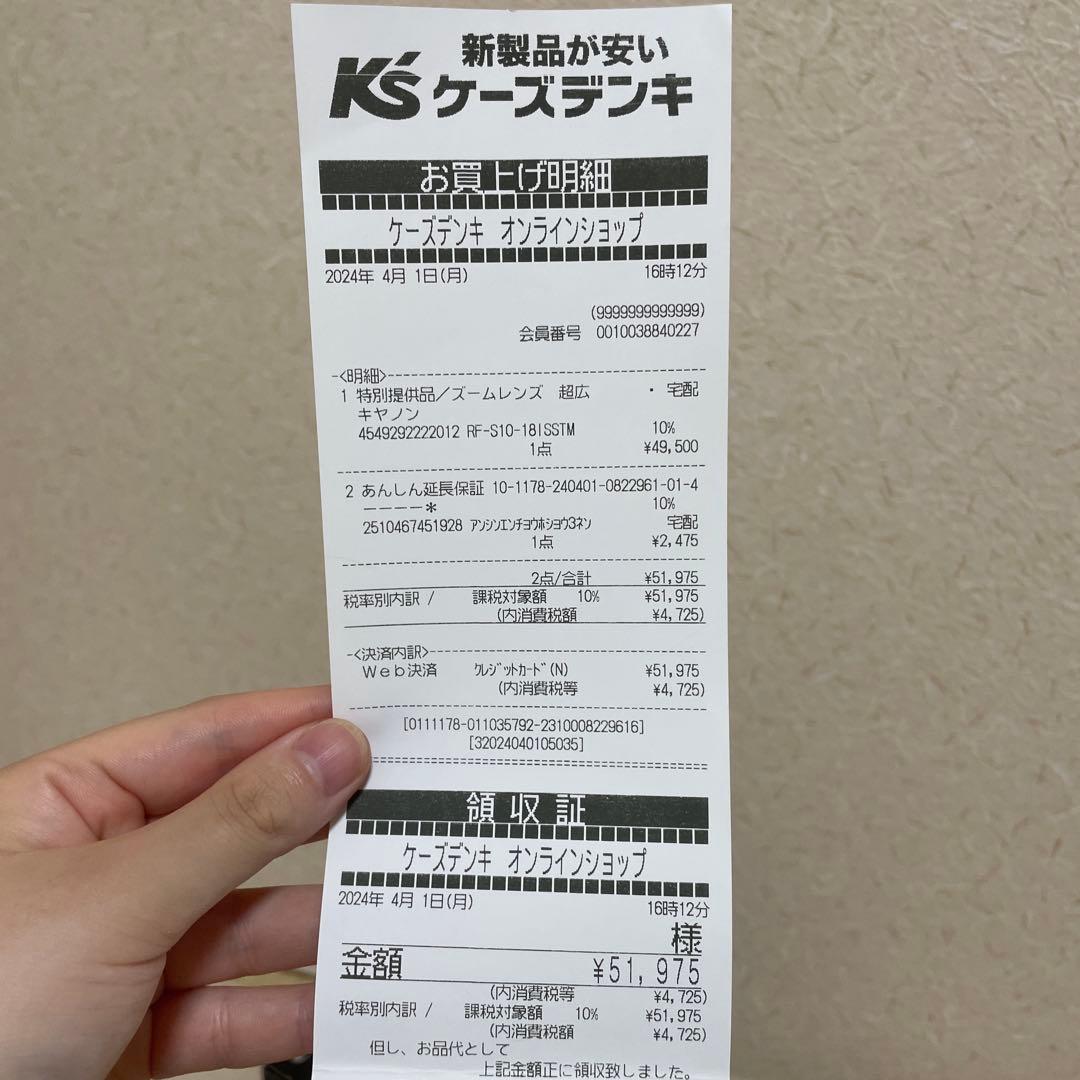 新製品が安い
K'sケーズデンキ
お買上げ明細
ケーズデンキ オンラインショップ
2024年 4月 1日(月) 16時12分
(9999999999999)
会員番号 0010038840227
-<明細>-
1 特別提供品/ズームレンズ 超広 ・ 宅配
キヤノン
4549292222012 RF-S10-18ISSTM 10%
1点 ¥49,500
2 あんしん延長保証 10-1178-240401-0822961-01-4
ーーーー* 10%
2510467451928 アンシンエンチョウホショウ3ネン 宅配
1点 ¥2,475
2点/合計 ¥51,975
税率別内訳 / 課税対象額 10% ¥51,975
(内消費税額 ¥4,725)
-<決済内訳>-
Web決済 クレジットカード(N) ¥51,975
(内消費税等 ¥4,725)
[0111178-011035792-2310008229616]
[32024040105035]
領収証
ケーズデンキ オンラインショップ
2024年 4月 1日(月) 16時12分
様
金額 ¥51,975
(内消費税等 ¥4,725)
税率別内訳 / 課税対象額 10% ¥51,975
(内消費税額 ¥4,725)
但し、お品代として
上記金額正に領収致しました。